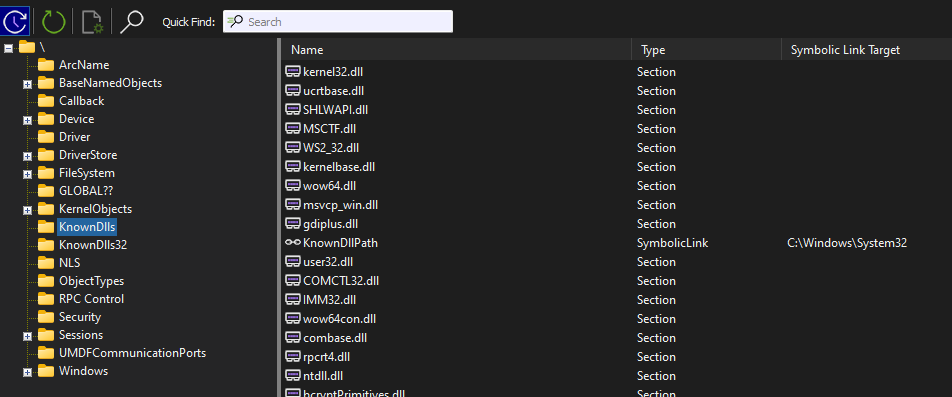 Quick Find: Search
\
ArcName
BaseNamedObjects
Callback
Device
Driver
DriverStore
FileSystem
GLOBAL??
KernelObjects
KnownDlls
KnownDlls32
NLS
ObjectTypes
RPC Control
Security
Sessions
UMDFCommunicationPorts
Windows
Name Type Symbolic Link Target
kernel32.dll Section
ucrtbase.dll Section
SHLWAPI.dll Section
MSCTF.dll Section
WS2_32.dll Section
kernelbase.dll Section
wow64.dll Section
msvcp_win.dll Section
gdiplus.dll Section
KnownDllPath SymbolicLink C:\Windows\System32
user32.dll Section
COMCTL32.dll Section
IMM32.dll Section
wow64con.dll Section
combase.dll Section
rpcrt4.dll Section
ntdll.dll Section
bcryptPrimitives.dll Section